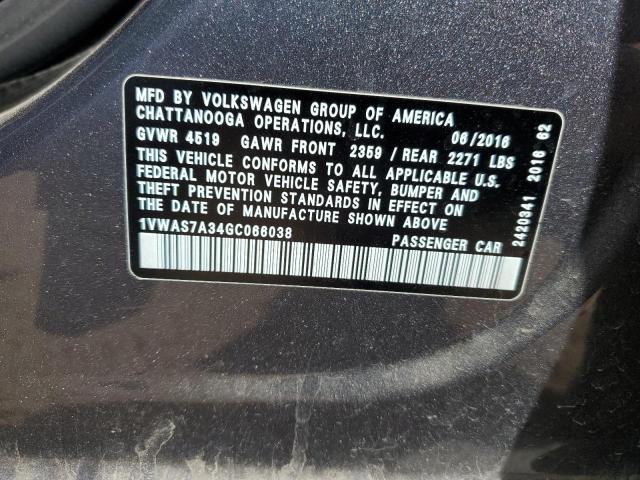 MFD BY VOLKSWAGEN GROUP OF AMERICA
CHATTANOOGA OPERATIONS, LLC. 06/2016
GVWR 4519 GAWR FRONT 2359 / REAR 2271 LBS
THIS VEHICLE CONFORMS TO ALL APPLICABLE U.S.
FEDERAL MOTOR VEHICLE SAFETY, BUMPER AND
THEFT PREVENTION STANDARDS IN EFFECT ON
THE DATE OF MANUFACTURE SHOWN ABOVE
1VWAS7A34GC066038 PASSENGER CAR
2420341 2016 62